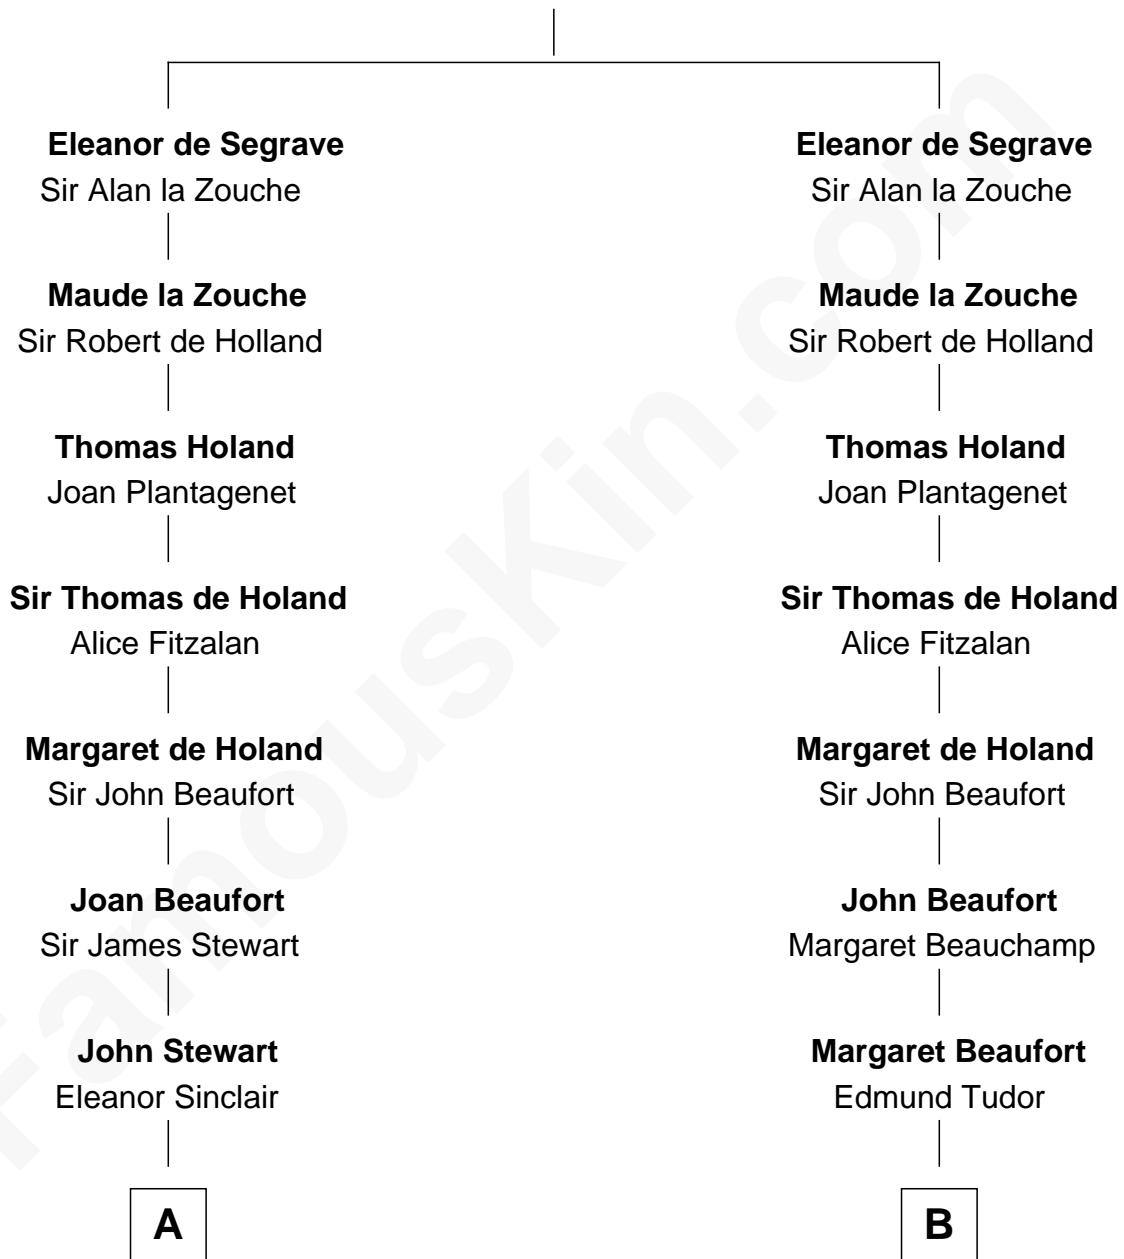 Eleanor de Segrave
Sir Alan la Zouche
Maude la Zouche
Sir Robert de Holland
Thomas Holand
Joan Plantagenet
Sir Thomas de Holand
Alice Fitzalan
Margaret de Holand
Sir John Beaufort
Joan Beaufort
Sir James Stewart
John Stewart
Eleanor Sinclair
A
Eleanor de Segrave
Sir Alan la Zouche
Maude la Zouche
Sir Robert de Holland
Thomas Holand
Joan Plantagenet
Sir Thomas de Holand
Alice Fitzalan
Margaret de Holand
Sir John Beaufort
John Beaufort
Margaret Beauchamp
Margaret Beaufort
Edmund Tudor
B
FamousKin.com